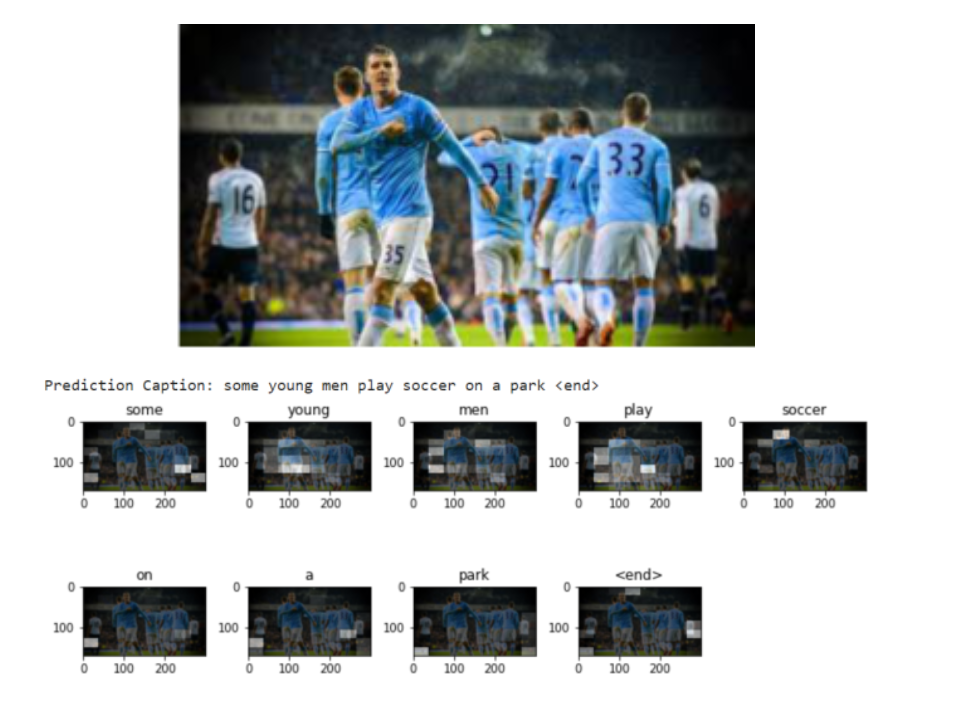 16
21
2
33
6
35
Prediction Caption: some young men play soccer on a park <end>
some young men play soccer
0 0 0 0 0
100 100 100 100 100
0 100 200 0 100 200 0 100 200 0 100 200 0 100 200
on a park <end>
0 0 0 0
100 100 100 100
0 100 200 0 100 200 0 100 200 0 100 200